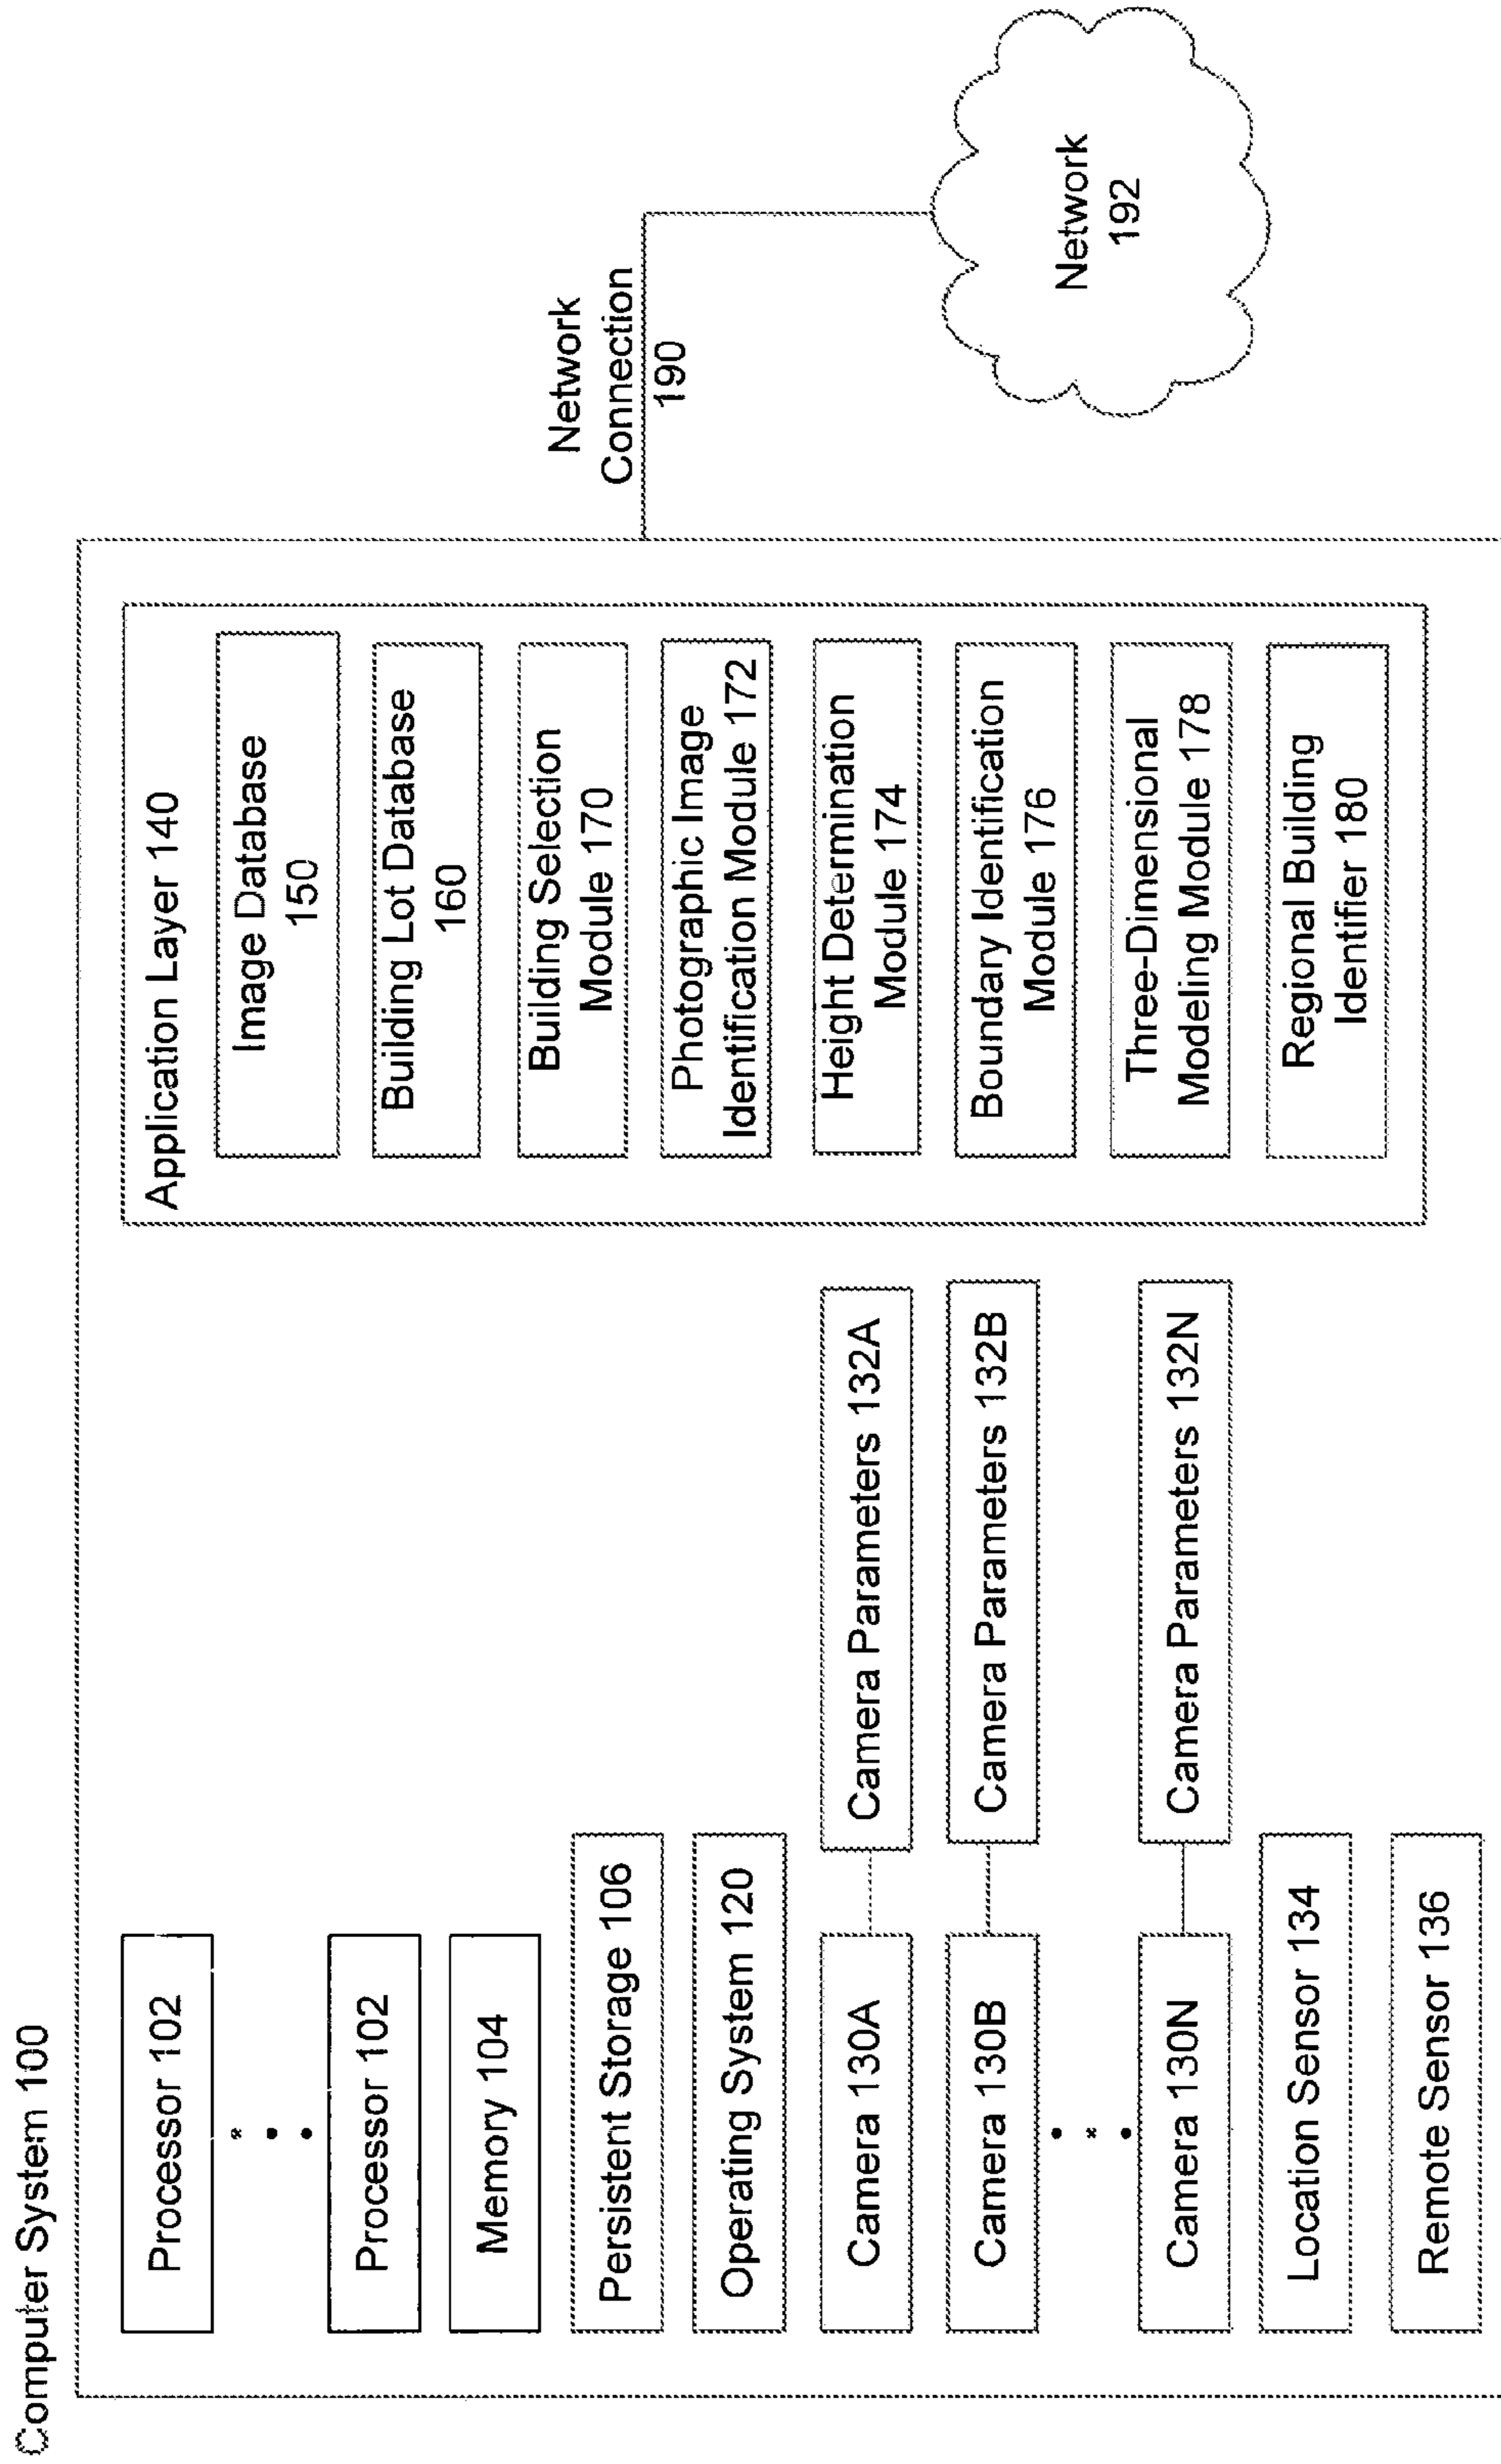 Computer System 100
Processor 102
Processor 102
Memory 104
Persistent Storage 106
Operating System 120
Camera 130A
Camera Parameters 132A
Camera 130B
Camera Parameters 132B
Camera 130N
Camera Parameters 132N
Location Sensor 134
Remote Sensor 136
Application Layer 140
Image Database
150
Building Lot Database
160
Building Selection
Module 170
Photographic Image
Identification Module 172
Height Determination
Module 174
Boundary Identification
Module 176
Three-Dimensional
Modeling Module 178
Regional Building
Identifier 180
Network
Connection
190
Network
192